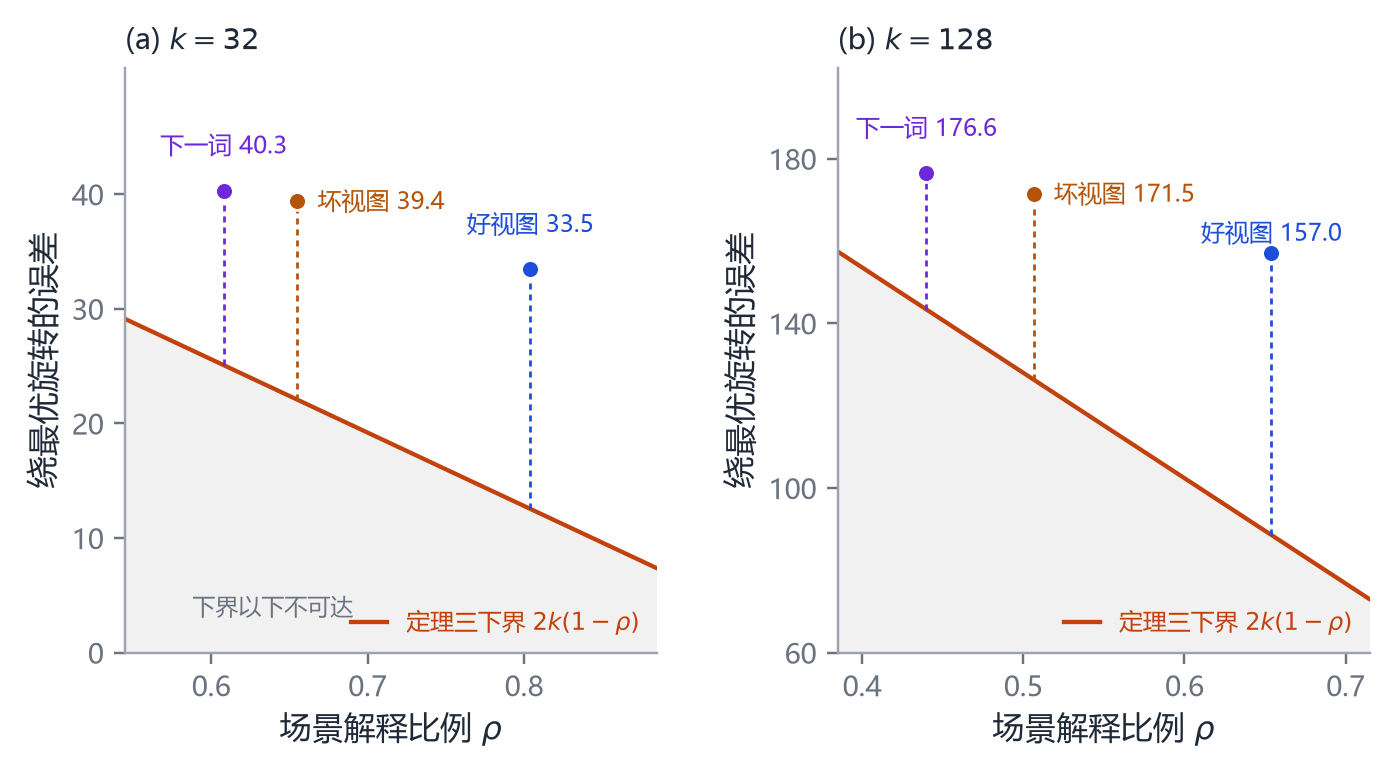 (a) k = 32
绕最优旋转的误差
40
30
20
10
0
下一词 40.3
坏视图 39.4
好视图 33.5
下界以下不可达
定理三下界 2k(1 − ρ)
0.6 0.7 0.8
场景解释比例 ρ
(b) k = 128
绕最优旋转的误差
180
140
100
60
下一词 176.6
坏视图 171.5
好视图 157.0
定理三下界 2k(1 − ρ)
0.4 0.5 0.6 0.7
场景解释比例 ρ